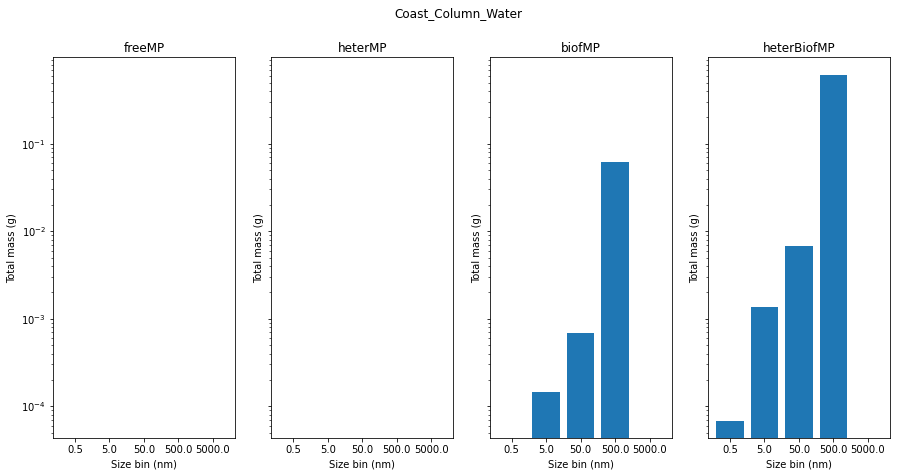 Coast_Column_Water
freeMP
heterMP
biofMP
heterBiofMP
Total mass (g)
10⁻¹
10⁻²
10⁻³
10⁻⁴
0.5 5.0 50.0 500.0 5000.0
Size bin (nm)
Total mass (g)
0.5 5.0 50.0 500.0 5000.0
Size bin (nm)
Total mass (g)
0.5 5.0 50.0 500.0 5000.0
Size bin (nm)
Total mass (g)
0.5 5.0 50.0 500.0 5000.0
Size bin (nm)